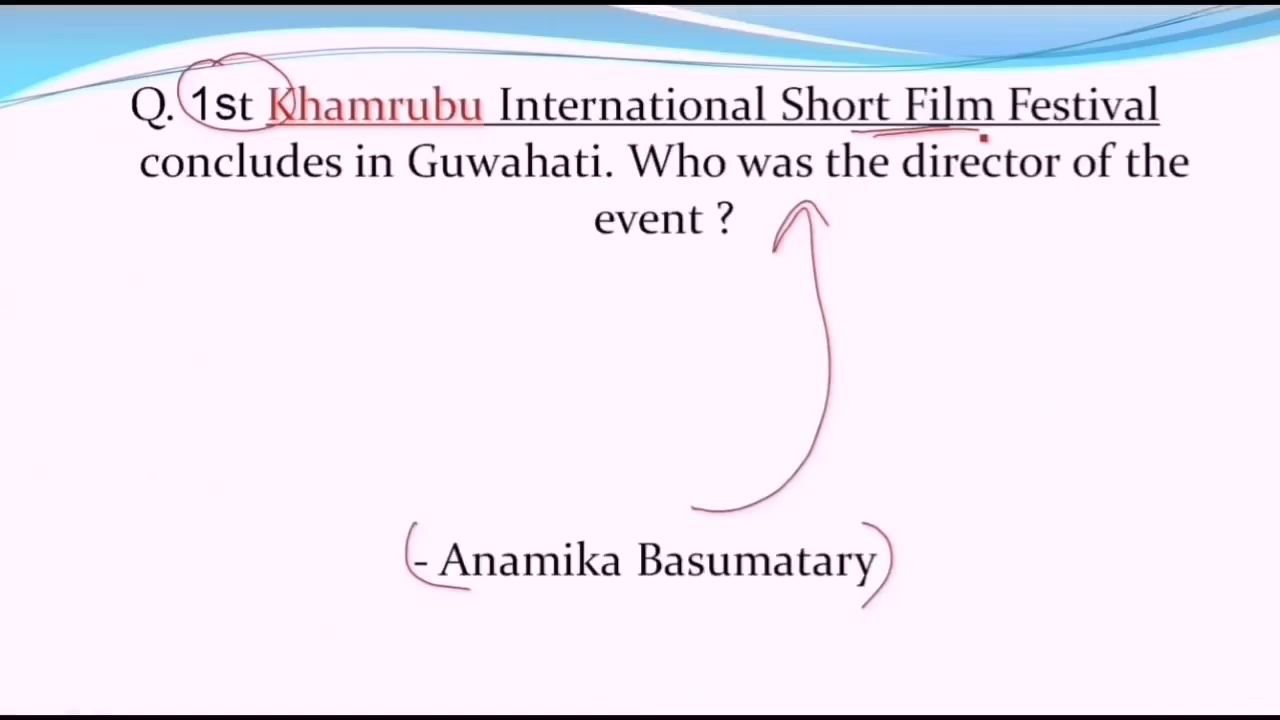 Q. 1st Khamrubu International Short Film Festival
concludes in Guwahati. Who was the director of the
event ?
- Anamika Basumatary